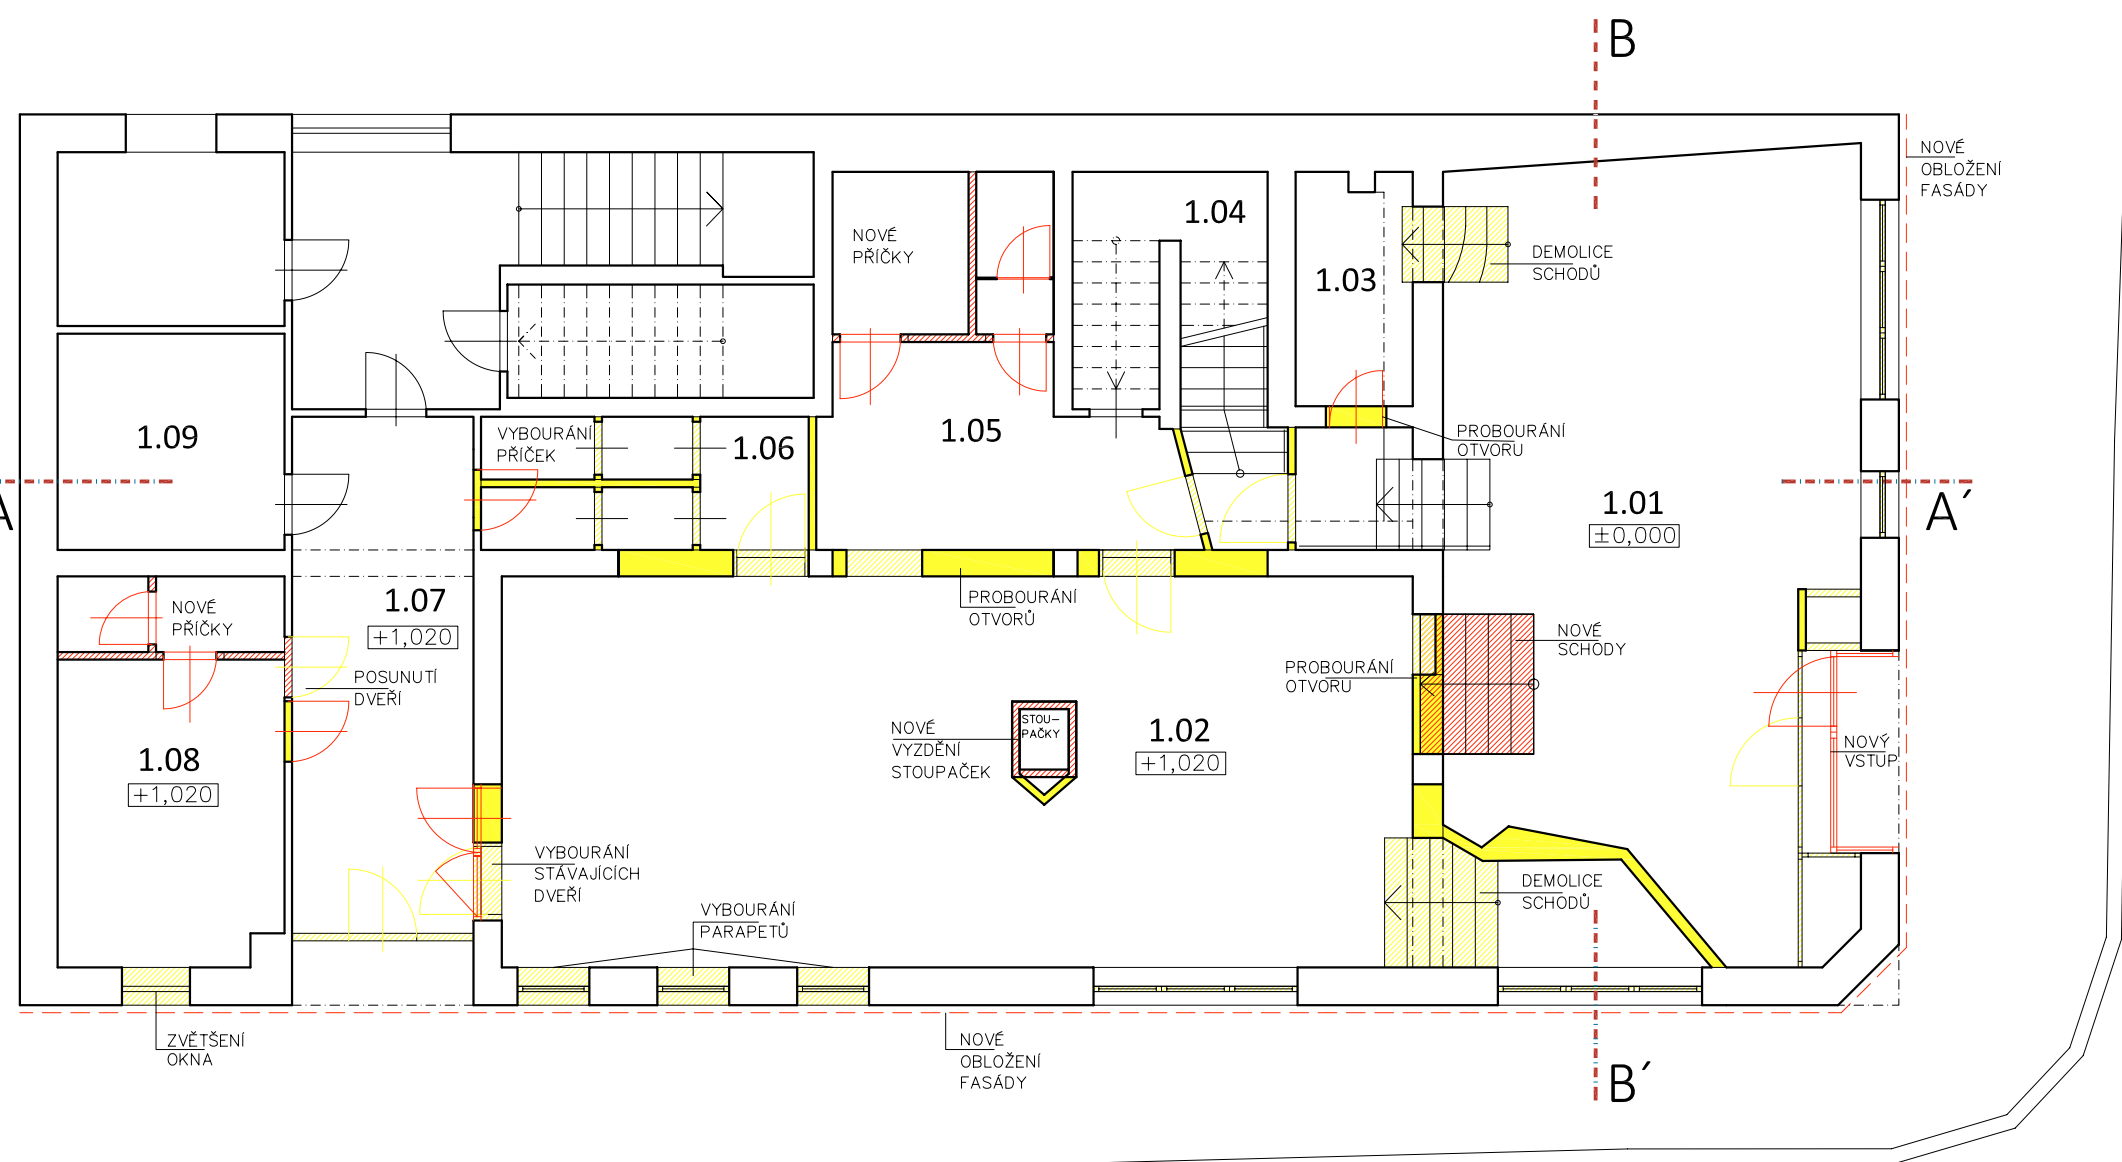 B
NOVÉ
OBLOŽENÍ
FASÁDY
1.04
NOVÉ
PŘÍČKY
DEMOLICE
SCHODŮ
1.03
1.09
VYBOURÁNÍ
PŘÍČEK
1.06
1.05
PROBOURÁNÍ
OTVORU
A
1.01
±0,000
A´
1.07
+1,020
NOVÉ
PŘÍČKY
PROBOURÁNÍ
OTVORŮ
NOVÉ
SCHODY
POSUNUTÍ
DVEŘÍ
PROBOURÁNÍ
OTVORU
1.08
+1,020
NOVÉ
VYZDĚNÍ
STOUPAČEK
STOU-
PAČKY
1.02
+1,020
NOVÝ
VSTUP
VYBOURÁNÍ
STÁVAJÍCÍCH
DVEŘÍ
VYBOURÁNÍ
PARAPETŮ
DEMOLICE
SCHODŮ
ZVĚTŠENÍ
OKNA
NOVÉ
OBLOŽENÍ
FASÁDY
B´